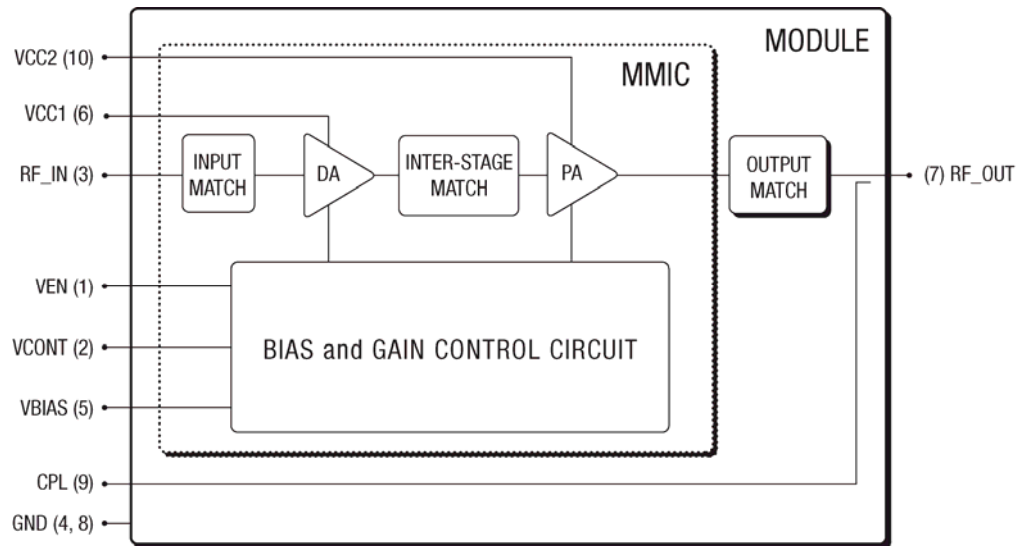 MODULE
VCC2 (10)
MMIC
VCC1 (6)
RF_IN (3)
INPUT
MATCH
DA
INTER-STAGE
MATCH
PA
OUTPUT
MATCH
(7) RF_OUT
VEN (1)
VCONT (2)
BIAS and GAIN CONTROL CIRCUIT
VBIAS (5)
CPL (9)
GND (4, 8)